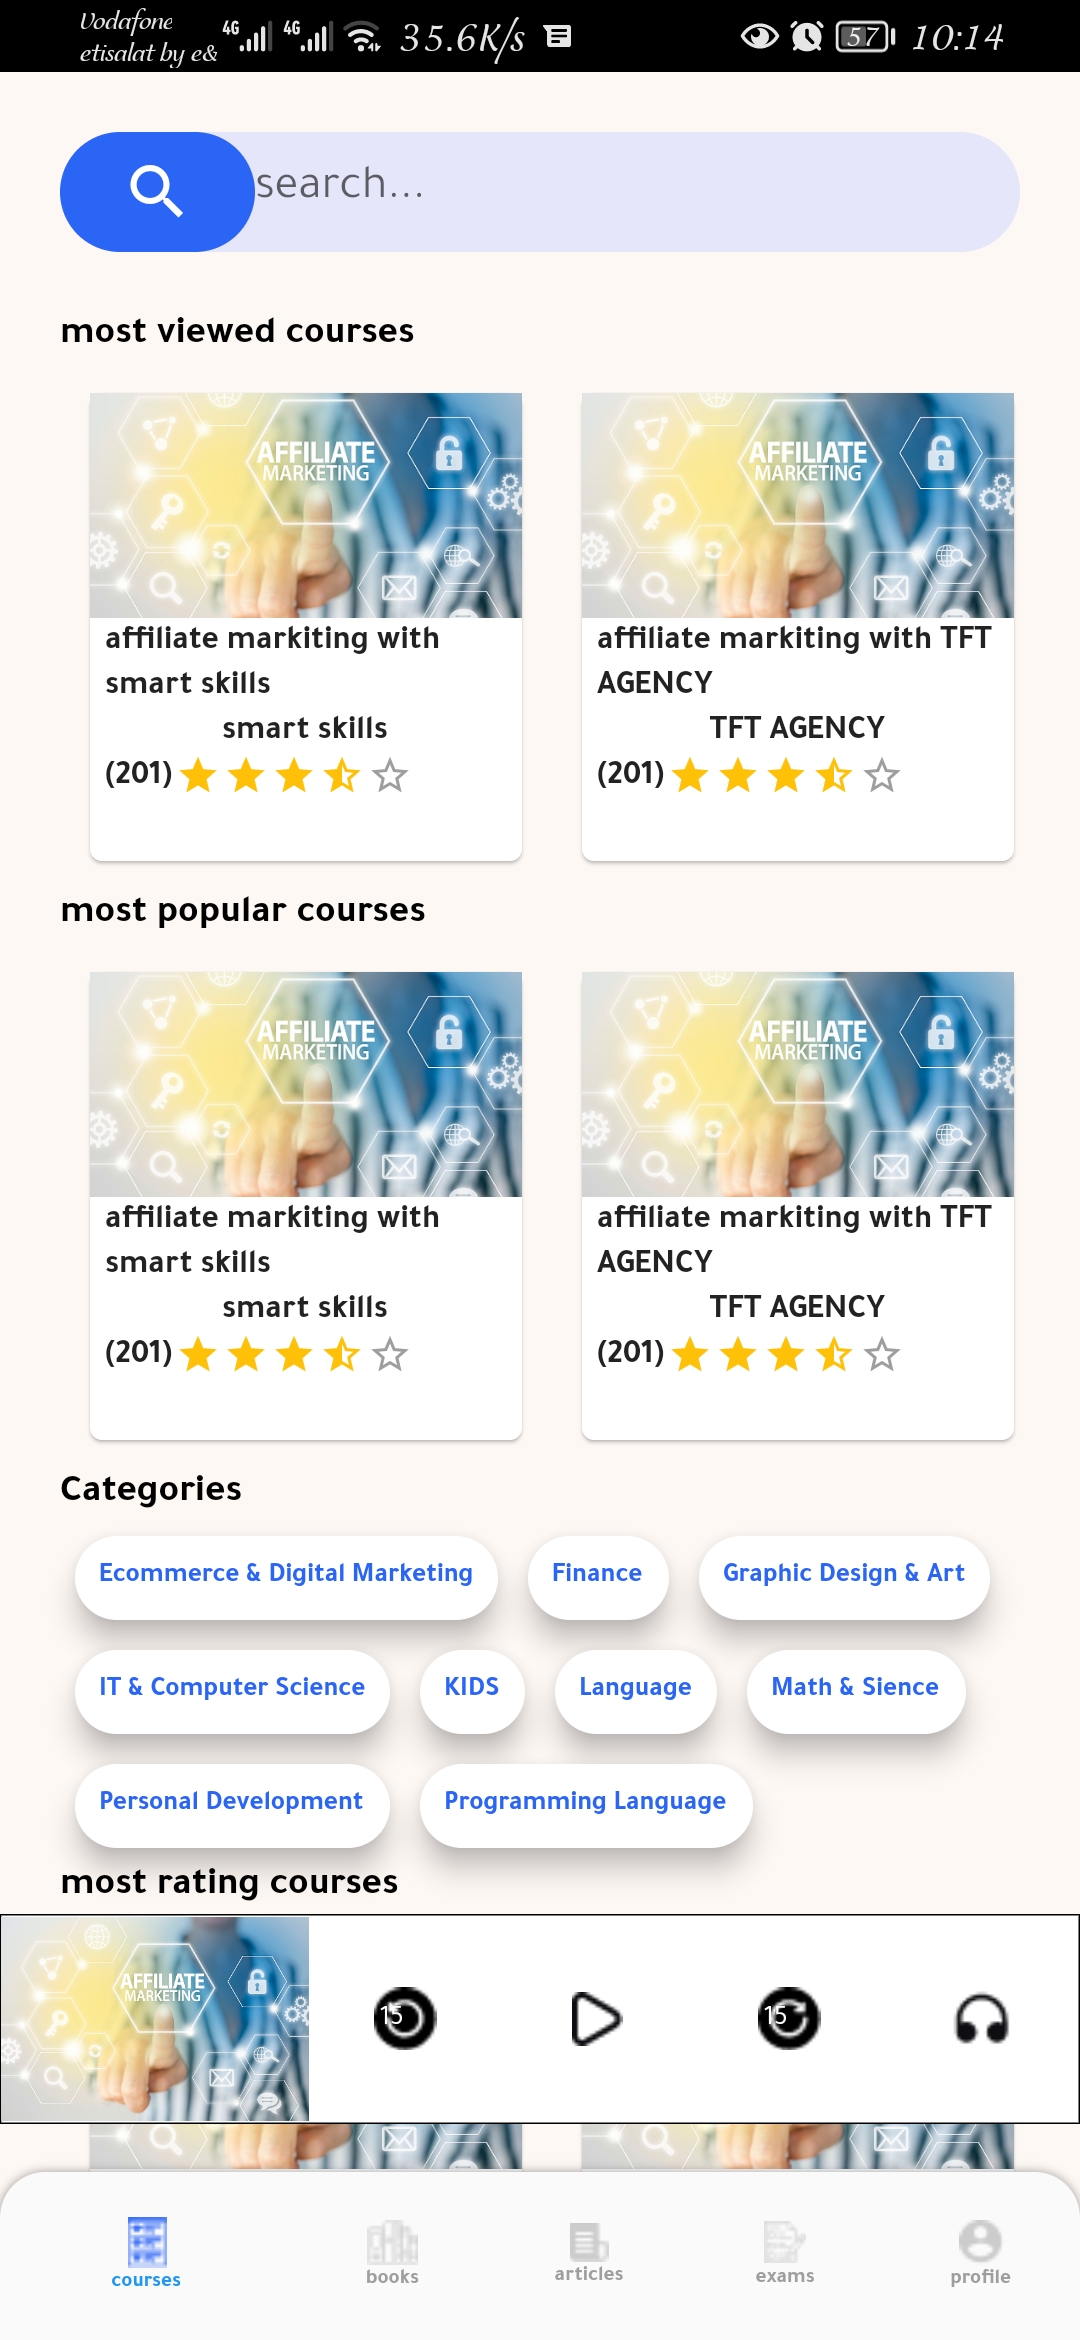 Vodafone
etisalat by e&
4G 4G 35.6K/s 57 10:14
search...
most viewed courses
AFFILIATE
MARKETING
AFFILIATE
MARKETING
affiliate markiting with
smart skills
smart skills
(201)
affiliate markiting with TFT
AGENCY
TFT AGENCY
(201)
most popular courses
AFFILIATE
MARKETING
AFFILIATE
MARKETING
affiliate markiting with
smart skills
smart skills
(201)
affiliate markiting with TFT
AGENCY
TFT AGENCY
(201)
Categories
Ecommerce & Digital Marketing
Finance
Graphic Design & Art
IT & Computer Science
KIDS
Language
Math & Sience
Personal Development
Programming Language
most rating courses
AFFILIATE
MARKETING
15
15
courses
books
articles
exams
profile